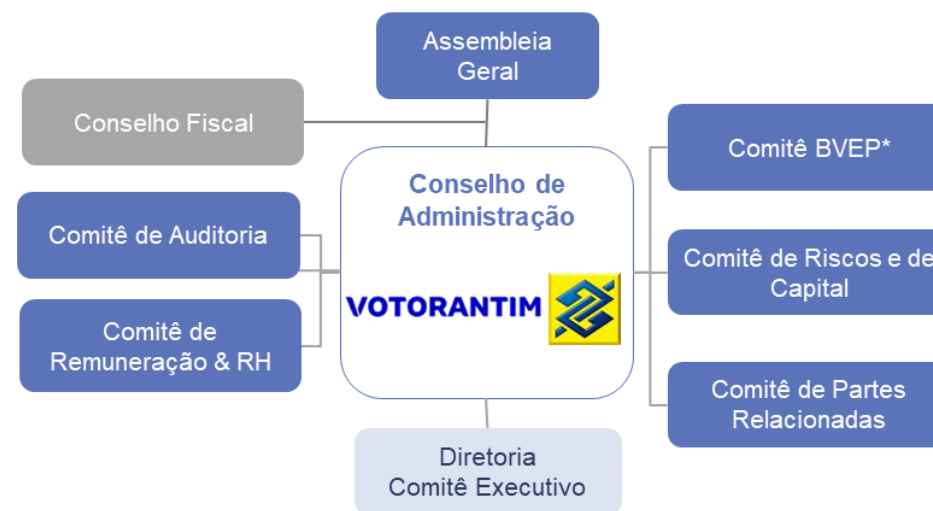 Assembleia
Geral
Conselho Fiscal
Comitê BVEP*
Conselho de
Administração
Comitê de Auditoria
Comitê de Riscos e de
Capital
VOTORANTIM
Comitê de
Remuneração & RH
Comitê de Partes
Relacionadas
Diretoria
Comitê Executivo